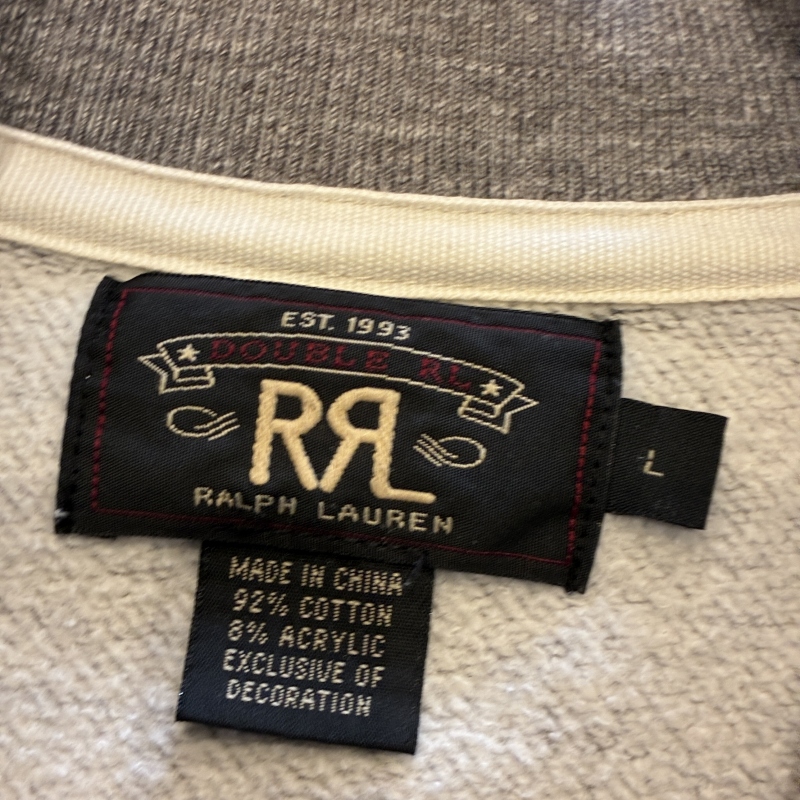 EST. 1993
DOUBLE RL
RRL
RALPH LAUREN
L
MADE IN CHINA
92% COTTON
8% ACRYLIC
EXCLUSIVE OF
DECORATION